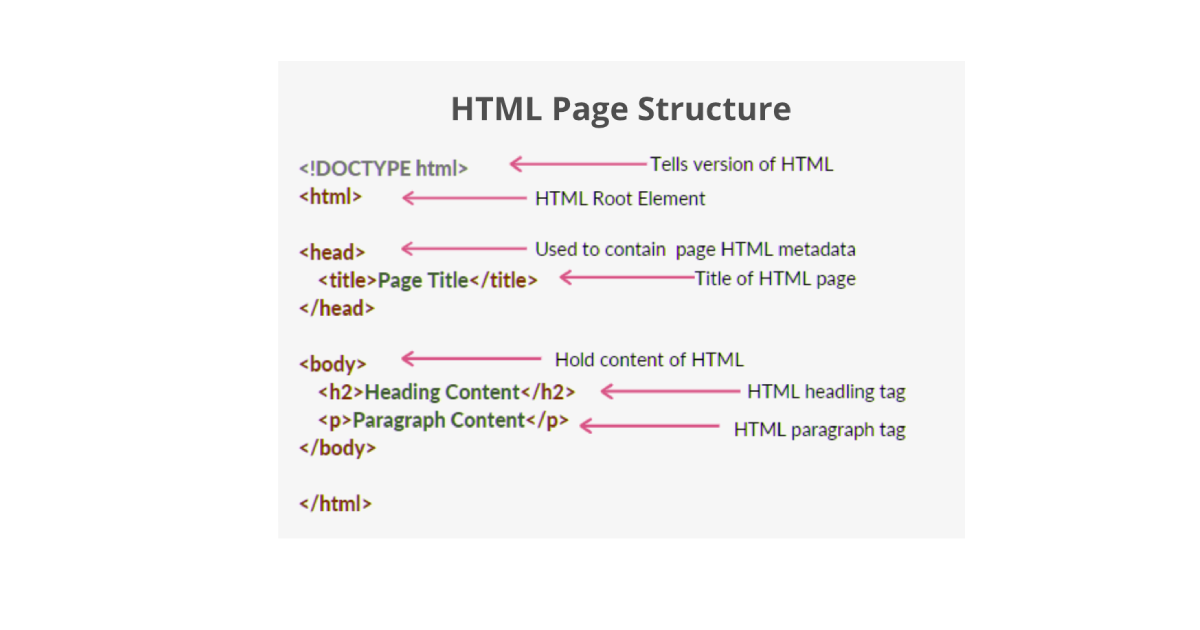 HTML Page Structure
<!DOCTYPE html> Tells version of HTML
<html> HTML Root Element
<head> Used to contain page HTML metadata
<title>Page Title</title> Title of HTML page
</head>
<body> Hold content of HTML
<h2>Heading Content</h2> HTML headling tag
<p>Paragraph Content</p> HTML paragraph tag
</body>
</html>